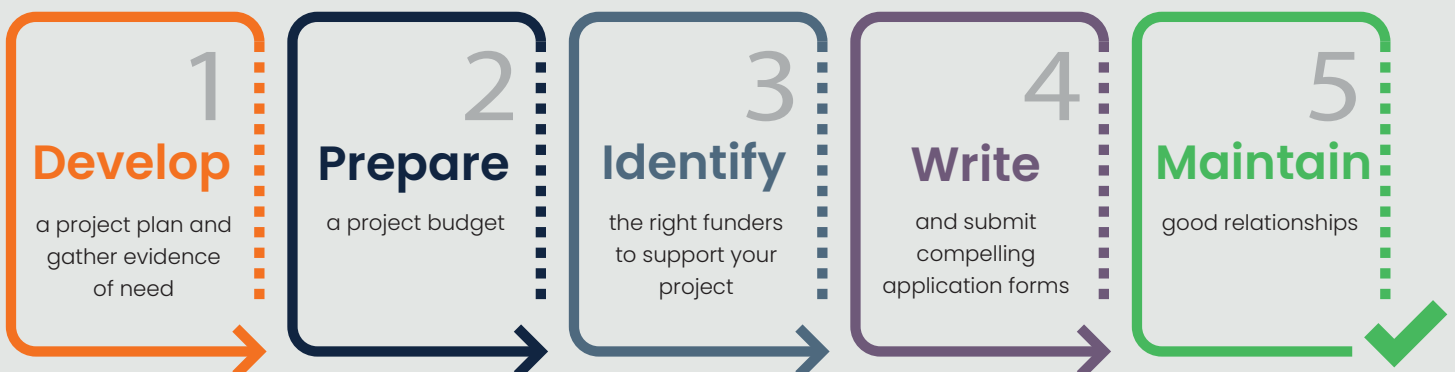 1
Develop
a project plan and
gather evidence
of need
2
Prepare
a project budget
3
Identify
the right funders
to support your
project
4
Write
and submit
compelling
application forms
5
Maintain
good relationships